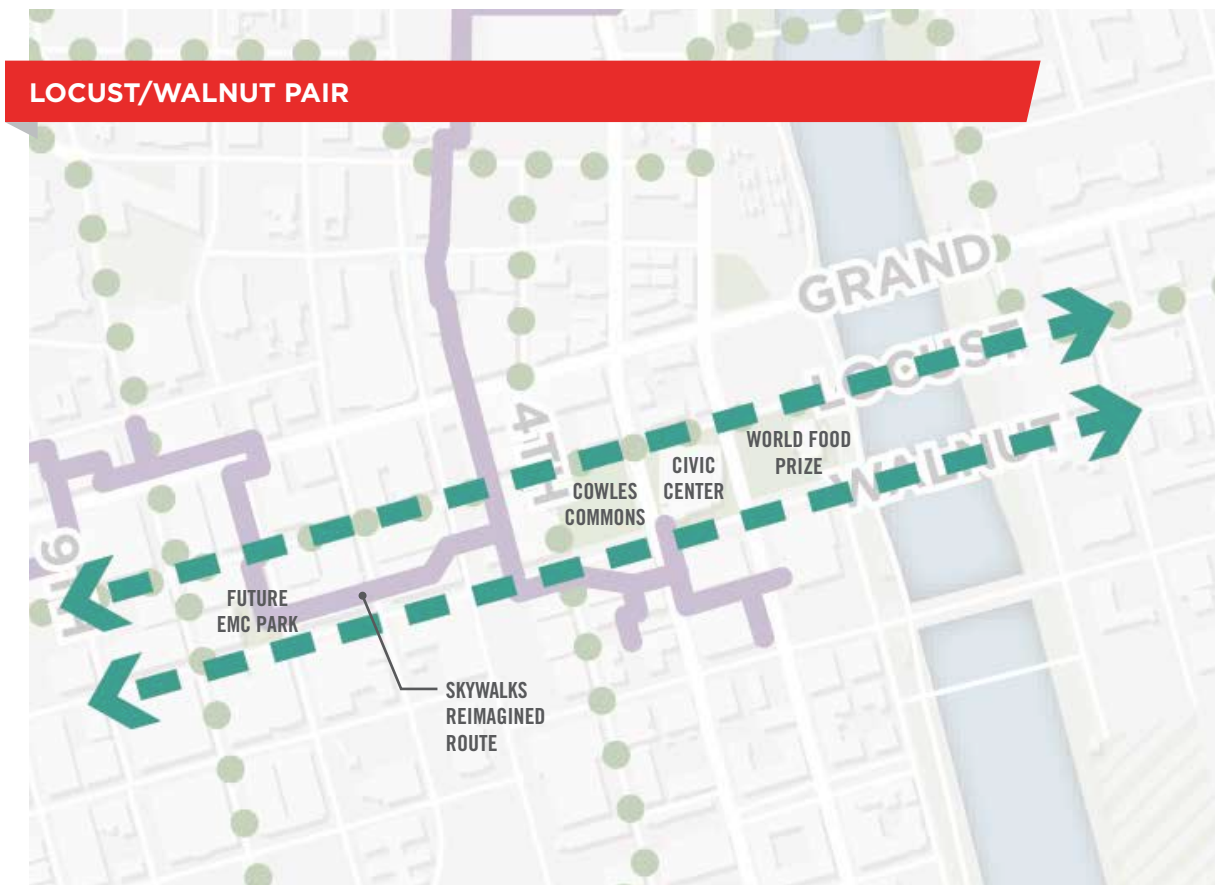 LOCUST/WALNUT PAIR
GRAND
LOCUST
WALNUT
4TH
WORLD FOOD
PRIZE
CIVIC
CENTER
COWLES
COMMONS
9TH
FUTURE
EMC PARK
SKYWALKS
REIMAGINED
ROUTE